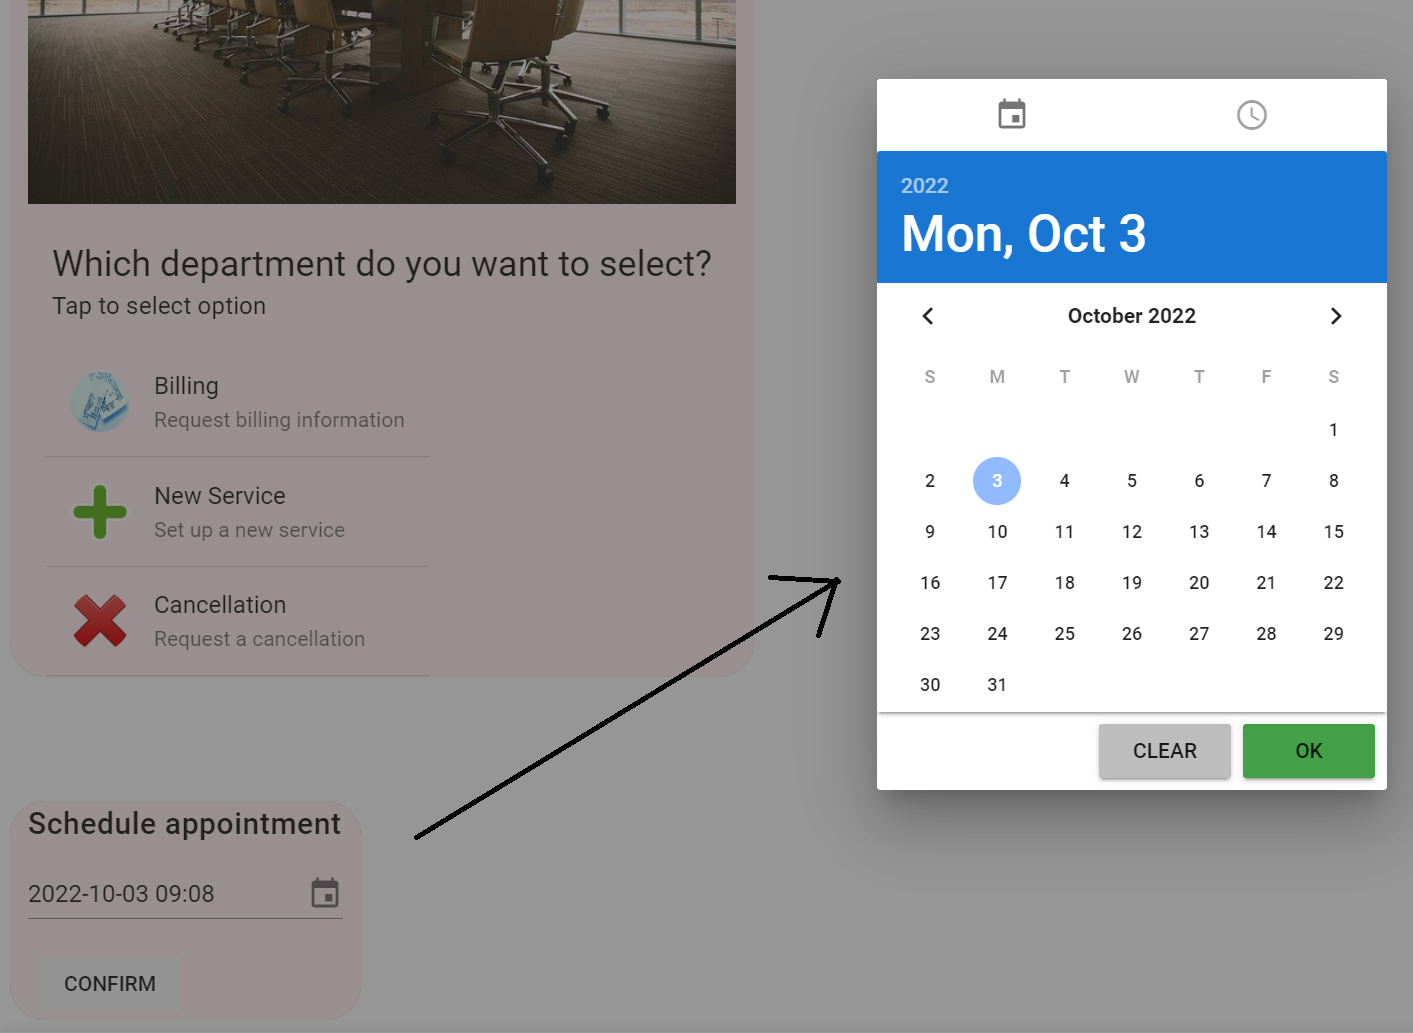 Which department do you want to select?
Tap to select option
Billing
Request billing information
New Service
Set up a new service
Cancellation
Request a cancellation
Schedule appointment
2022-10-03 09:08
CONFIRM
2022
Mon, Oct 3
October 2022
S M T W T F S
1
2 3 4 5 6 7 8
9 10 11 12 13 14 15
16 17 18 19 20 21 22
23 24 25 26 27 28 29
30 31
CLEAR OK